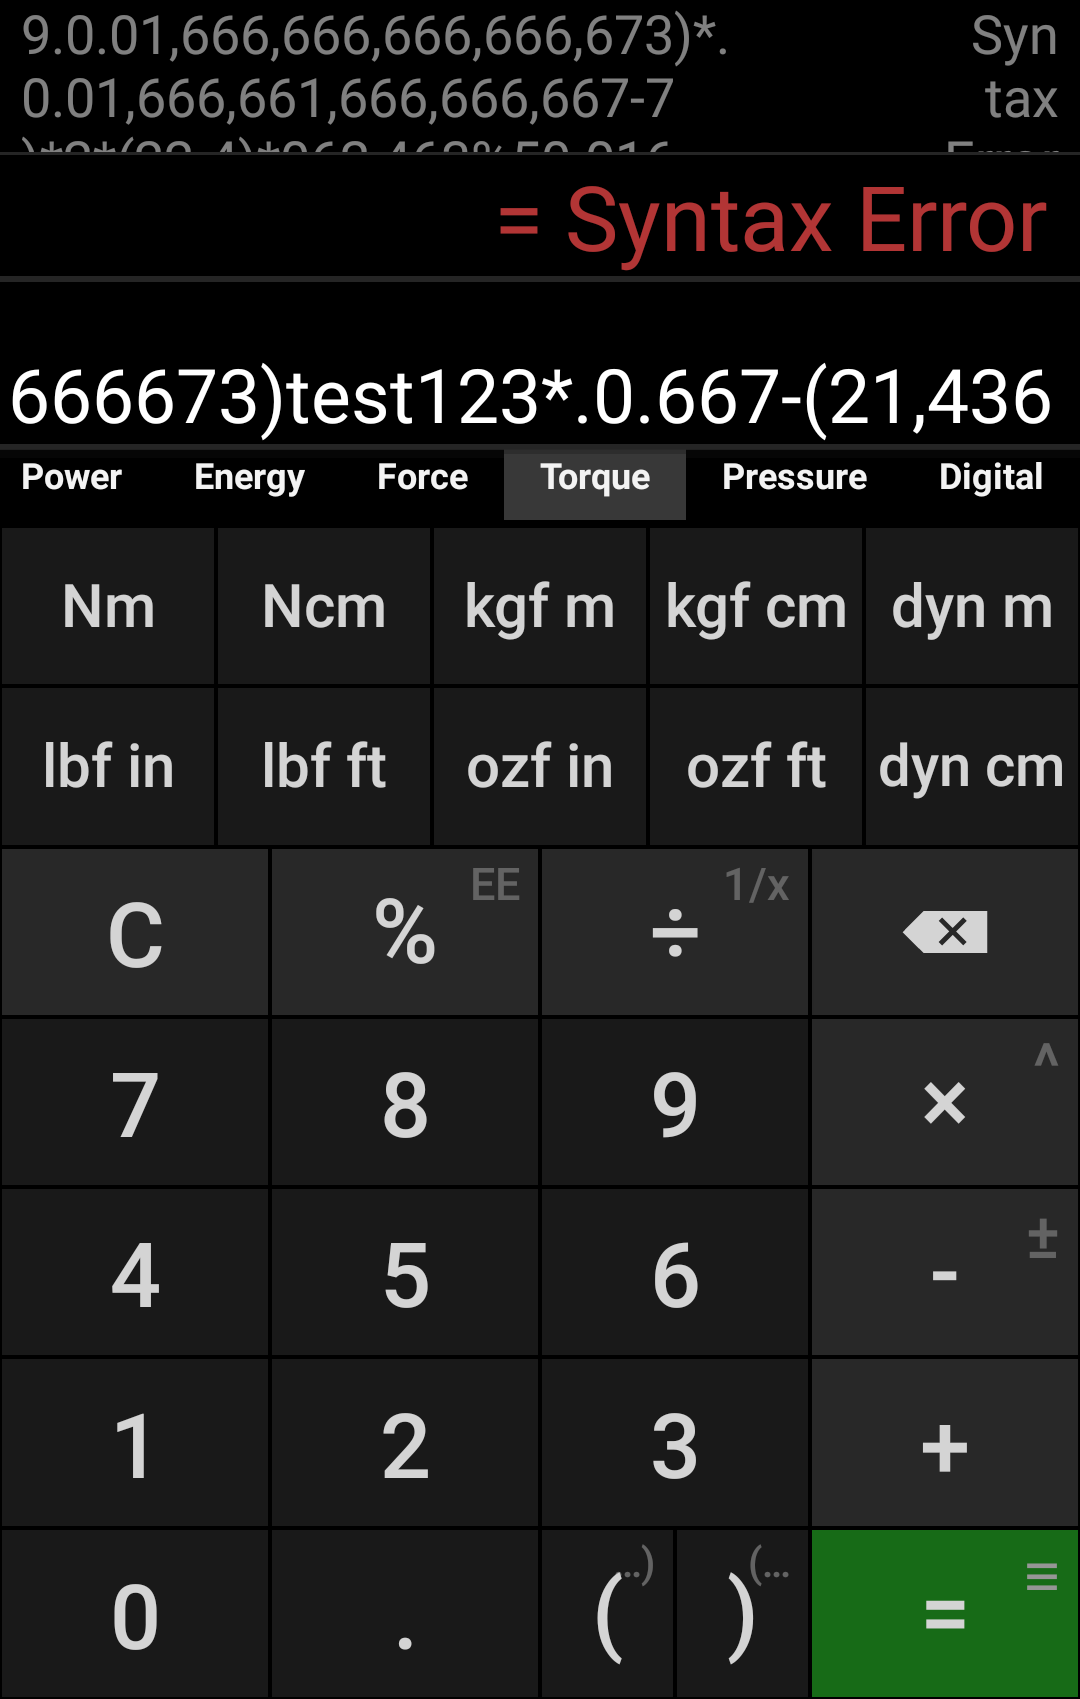 9.0.01,666,666,666,666,673)*. Syn
0.01,666,661,666,666,667-7 tax
= Syntax Error
666673)test123*.0.667-(21,436
Power Energy Force Torque Pressure Digital
Nm Ncm kgf m kgf cm dyn m
lbf in lbf ft ozf in ozf ft dyn cm
C % EE ÷ 1/x
7 8 9 × ^
4 5 6 - ±
1 2 3 + 
0 . ( ..) ) (... =